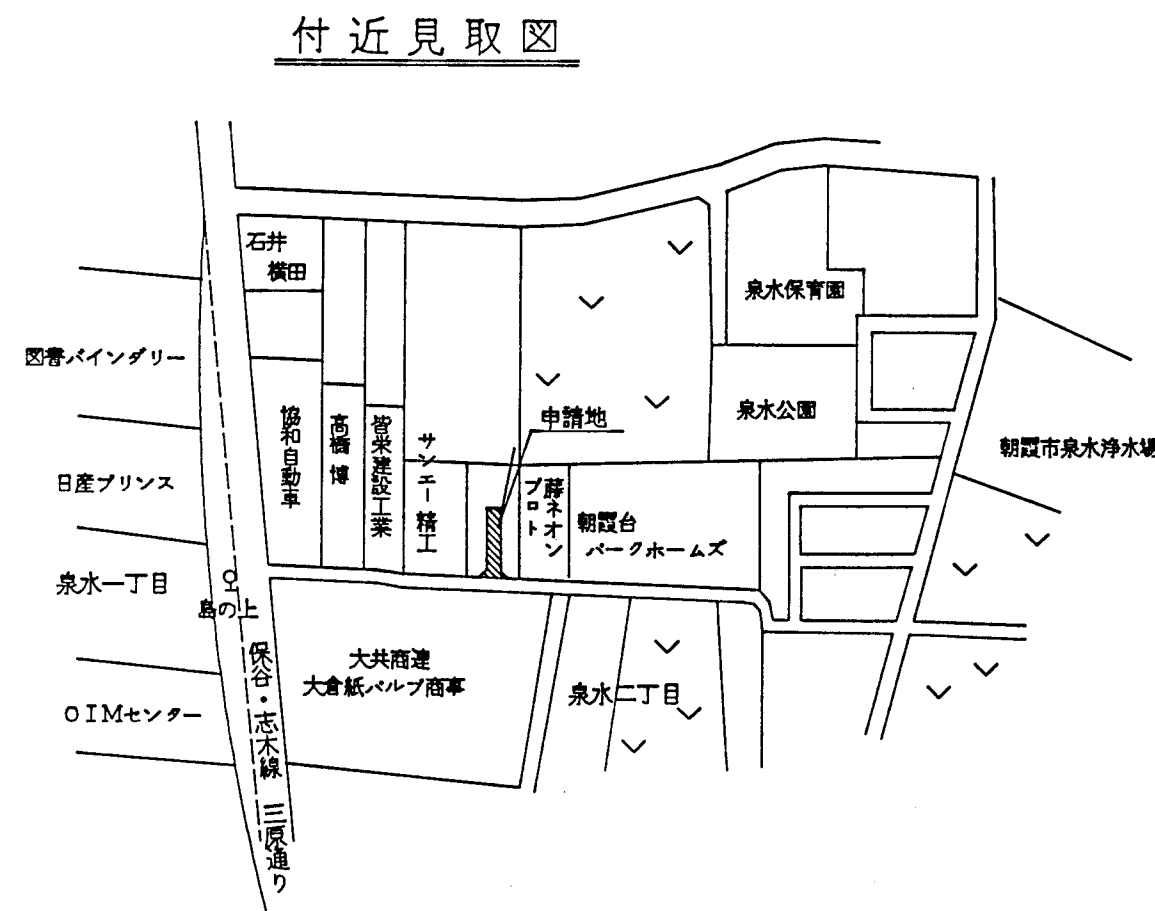 付近見取図
石井
横田
泉水保育園
図書バインダリー
泉水公園
申請地
協和自動車
高橋博
皆栄建設工業
サンエー精工
朝霞市泉水浄水場
日産プリンス
藤ネオン
プロト
朝霞台
パークホームズ
泉水一丁目
島の上
大共商運
大倉紙パルプ商事
泉水二丁目
OIMセンター
保谷・志木線 三原通り